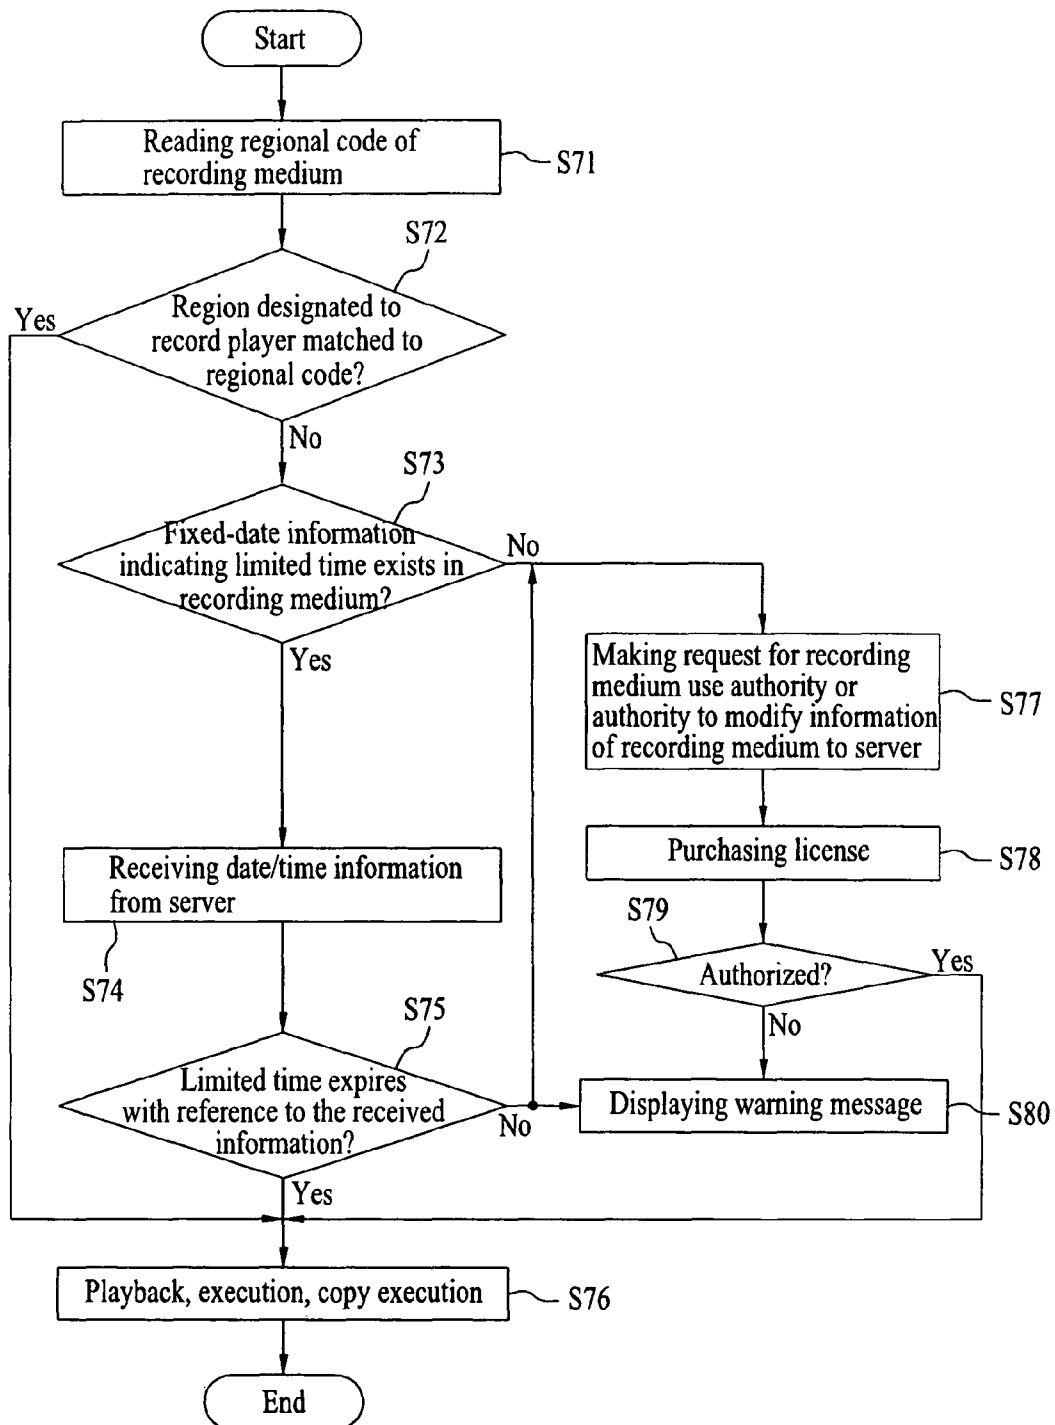 Start
Reading regional code of
recording medium
S71
S72
Region designated to
record player matched to
regional code?
Yes
No
S73
Fixed-date information
indicating limited time exists in
recording medium?
No
Yes
Making request for recording
medium use authority or
authority to modify information
of recording medium to server
S77
Purchasing license
S78
Receiving date/time information
from server
S74
S79
Authorized?
Yes
No
S75
Limited time expires
with reference to the received
information?
No
Yes
Displaying warning message
S80
Playback, execution, copy execution
S76
End